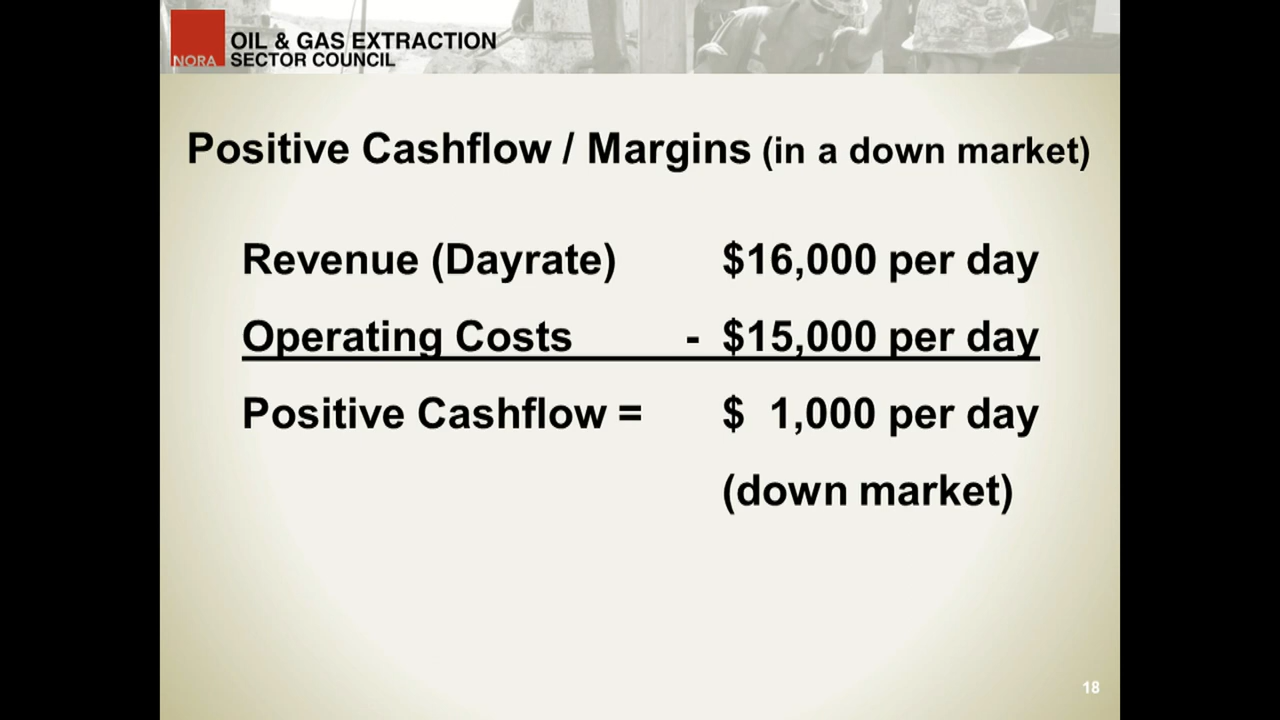 NORA
OIL & GAS EXTRACTION
SECTOR COUNCIL
Positive Cashflow / Margins (in a down market)
Revenue (Dayrate) $16,000 per day
Operating Costs - $15,000 per day
Positive Cashflow = $ 1,000 per day
(down market)
18